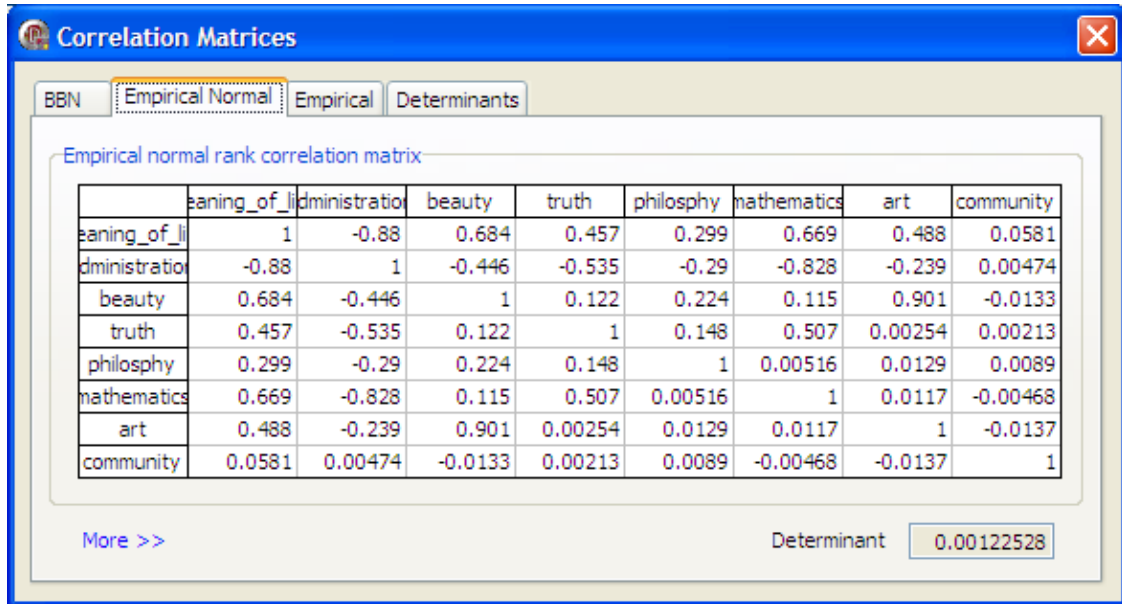 Correlation Matrices
BBN Empirical Normal Empirical Determinants
Empirical normal rank correlation matrix
eaning_of_li dministration beauty truth philosphy mathematics art community
eaning_of_li 1 -0.88 0.684 0.457 0.299 0.669 0.488 0.0581
dministration -0.88 1 -0.446 -0.535 -0.29 -0.828 -0.239 0.00474
beauty 0.684 -0.446 1 0.122 0.224 0.115 0.901 -0.0133
truth 0.457 -0.535 0.122 1 0.148 0.507 0.00254 0.00213
philosphy 0.299 -0.29 0.224 0.148 1 0.00516 0.0129 0.0089
mathematics 0.669 -0.828 0.115 0.507 0.00516 1 0.0117 -0.00468
art 0.488 -0.239 0.901 0.00254 0.0129 0.0117 1 -0.0137
community 0.0581 0.00474 -0.0133 0.00213 0.0089 -0.00468 -0.0137 1
More >> Determinant 0.00122528